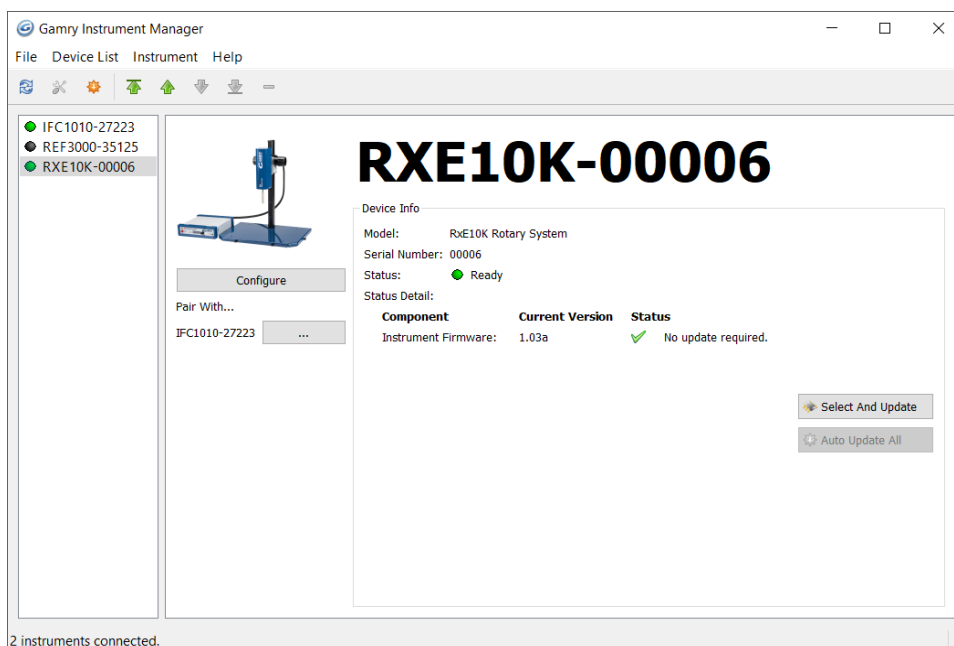 Gamry Instrument Manager
File Device List Instrument Help
IFC1010-27223
REF3000-35125
RXE10K-00006
Configure
Pair With...
IFC1010-27223 ...
RXE10K-00006
Device Info
Model: RxE10K Rotary System
Serial Number: 00006
Status: Ready
Status Detail:
Component Current Version Status
Instrument Firmware: 1.03a No update required.
Select And Update
Auto Update All
2 instruments connected.